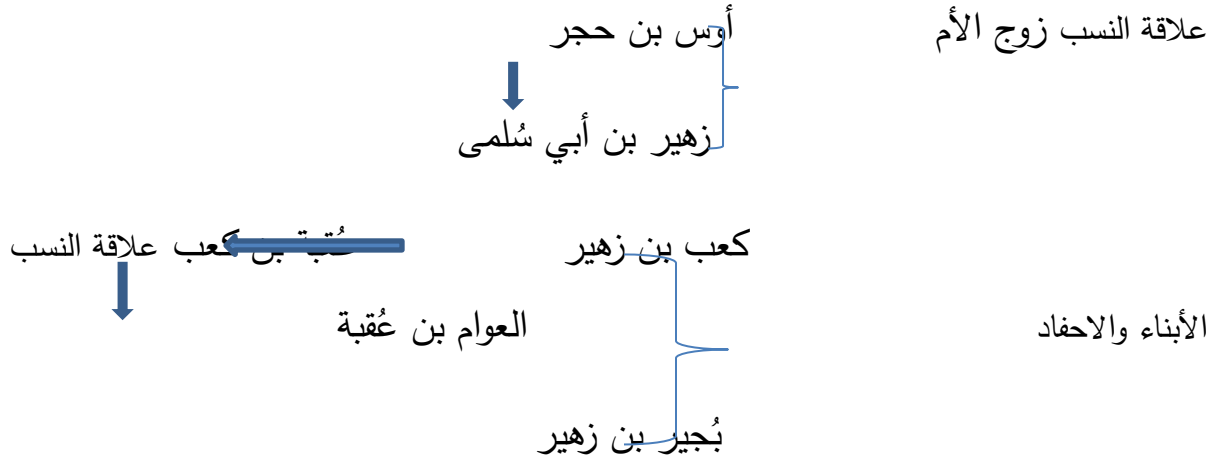 علاقة النسب زوج الأم أوس بن حجر
زهير بن أبي سُلمى
كعب بن زهير عُقبة بن كعب علاقة النسب
الأبناء والاحفاد العوام بن عُقبة
بُجير بن زهير